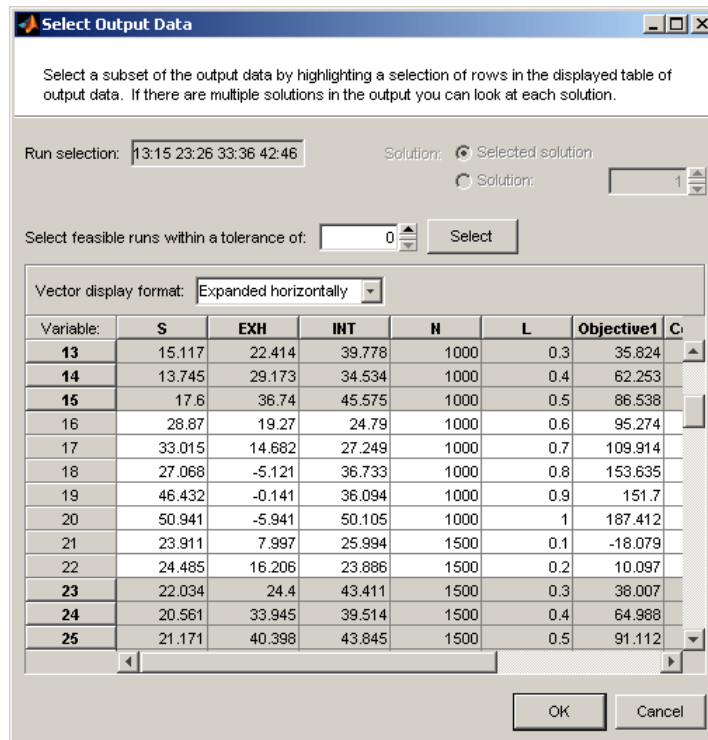 Select Output Data
Select a subset of the output data by highlighting a selection of rows in the displayed table of
output data. If there are multiple solutions in the output you can look at each solution.
Run selection: 13:15 23:26 33:36 42:46 Solution: Selected solution
Solution: 1
Select feasible runs within a tolerance of: 0 Select
Vector display format: Expanded horizontally
Variable: S EXH INT N L Objective1
13 15.117 22.414 39.778 1000 0.3 35.824
14 13.745 29.173 34.534 1000 0.4 62.253
15 17.6 36.74 45.575 1000 0.5 86.538
16 28.87 19.27 24.79 1000 0.6 95.274
17 33.015 14.682 27.249 1000 0.7 109.914
18 27.068 -5.121 36.733 1000 0.8 153.635
19 46.432 -0.141 36.094 1000 0.9 151.7
20 50.941 -5.941 50.105 1000 1 187.412
21 23.911 7.997 25.994 1500 0.1 -18.079
22 24.485 16.206 23.886 1500 0.2 10.097
23 22.034 24.4 43.411 1500 0.3 38.007
24 20.561 33.945 39.514 1500 0.4 64.988
25 21.171 40.398 43.845 1500 0.5 91.112
OK Cancel